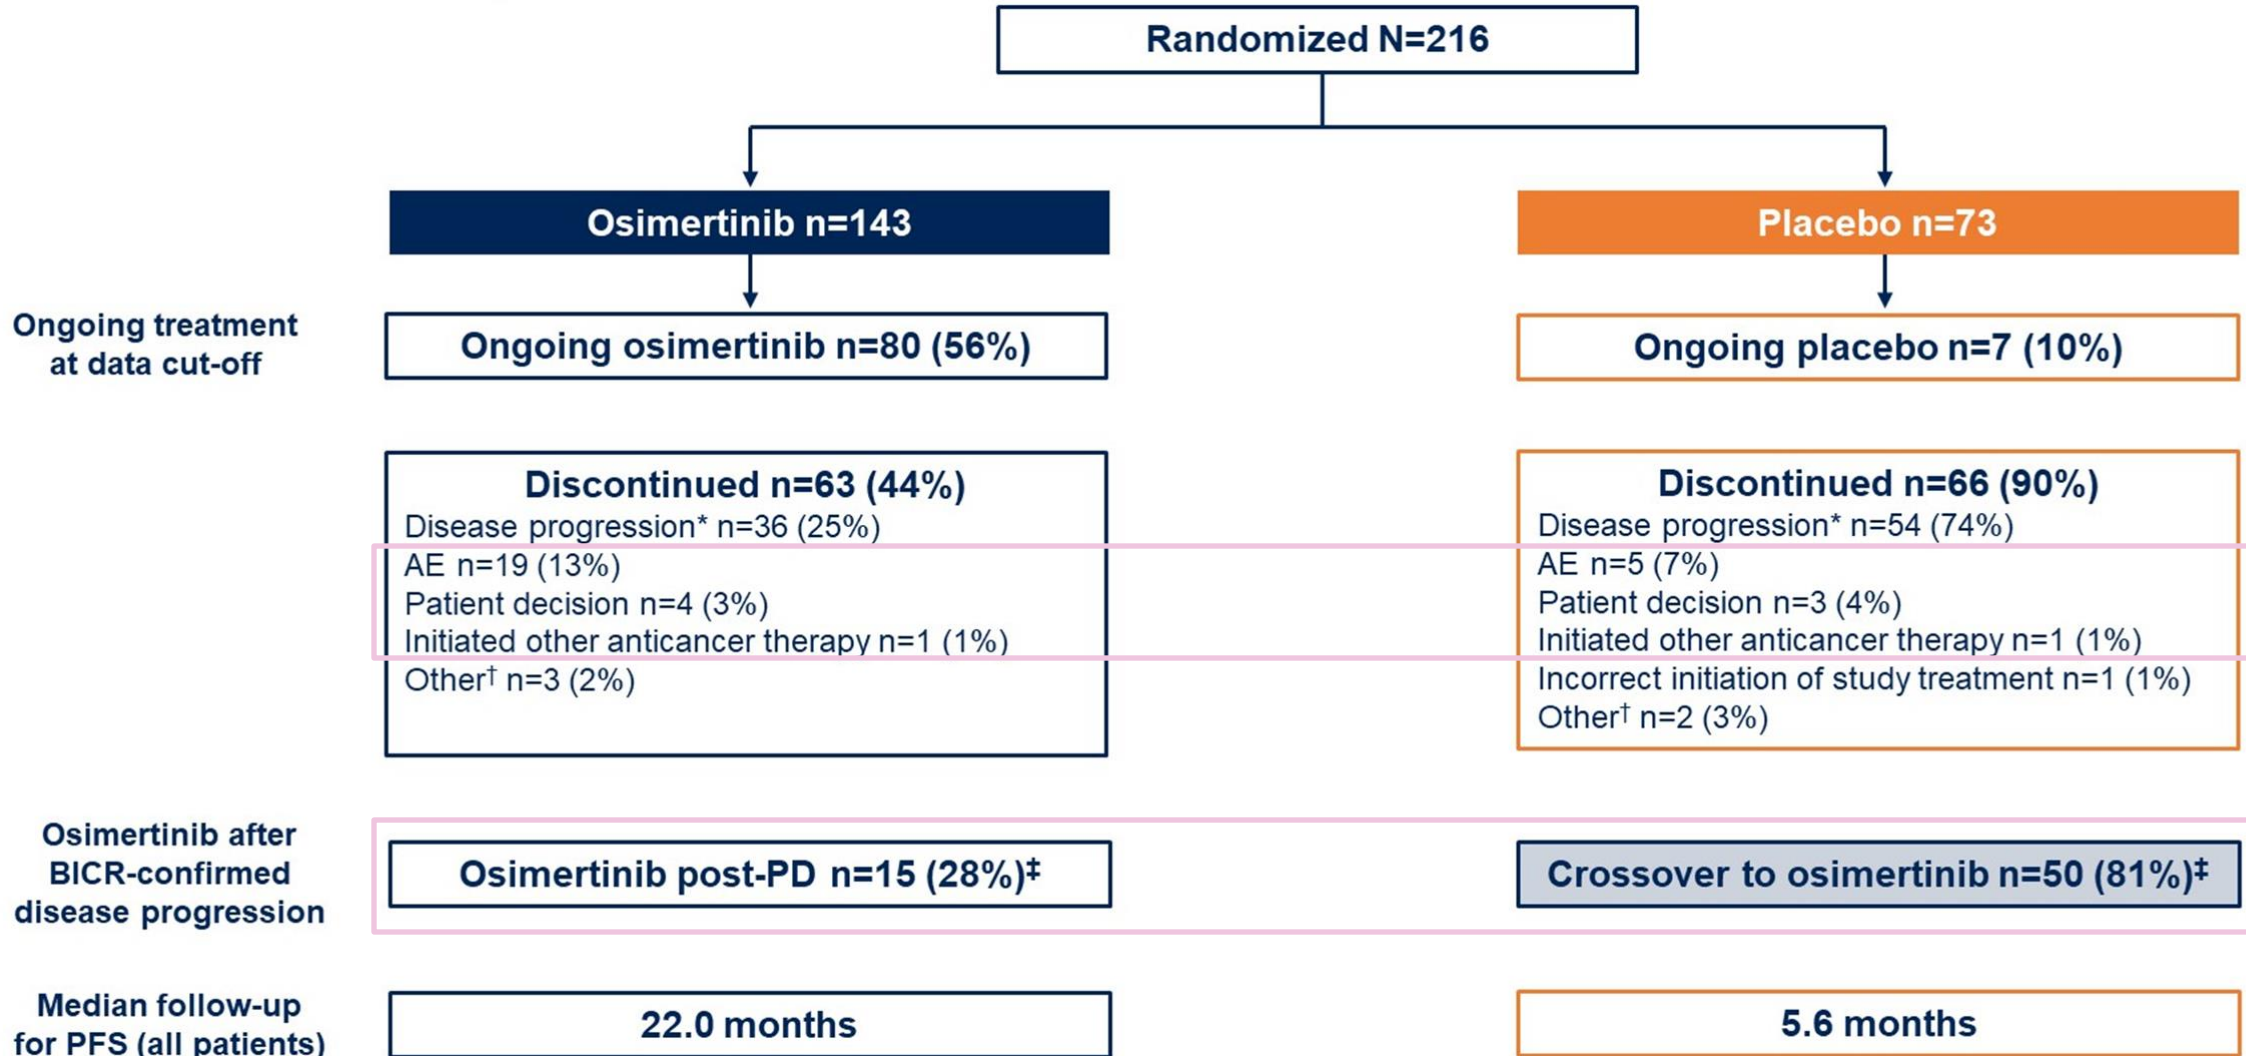 Randomized N=216
Osimertinib n=143
Placebo n=73
Ongoing treatment
at data cut-off
Ongoing osimertinib n=80 (56%)
Ongoing placebo n=7 (10%)
Discontinued n=63 (44%)
Disease progression* n=36 (25%)
AE n=19 (13%)
Patient decision n=4 (3%)
Initiated other anticancer therapy n=1 (1%)
Other† n=3 (2%)
Discontinued n=66 (90%)
Disease progression* n=54 (74%)
AE n=5 (7%)
Patient decision n=3 (4%)
Initiated other anticancer therapy n=1 (1%)
Incorrect initiation of study treatment n=1 (1%)
Other† n=2 (3%)
Osimertinib after
BICR-confirmed
disease progression
Osimertinib post-PD n=15 (28%)‡
Crossover to osimertinib n=50 (81%)‡
Median follow-up
for PFS (all patients)
22.0 months
5.6 months